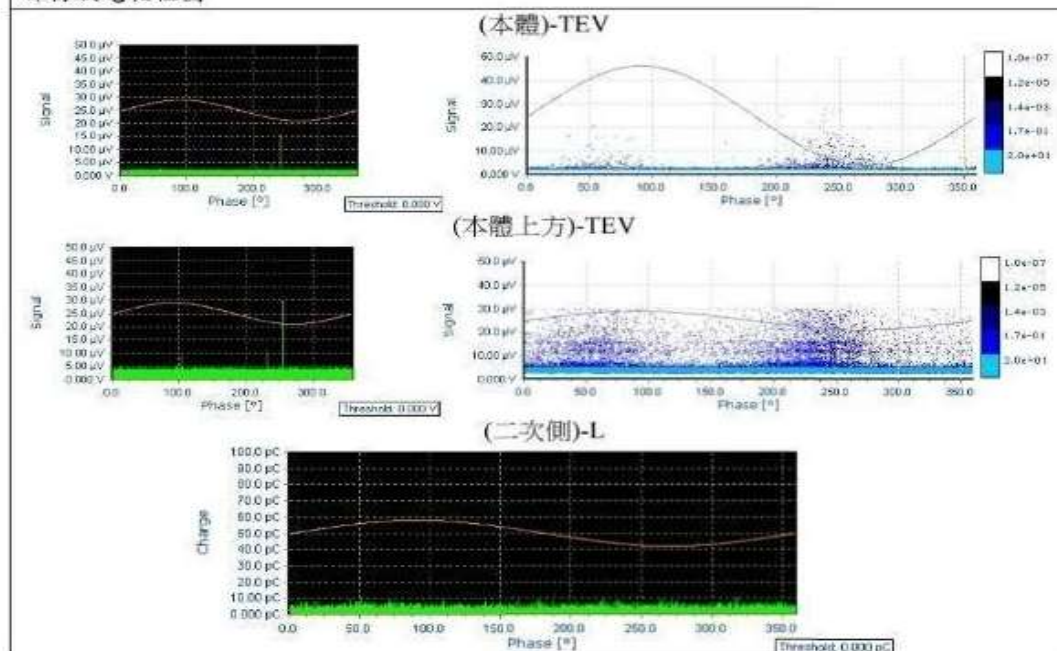 (本體)-TEV
50.0 µV
45.0 µV
40.0 µV
35.0 µV
30.0 µV
25.0 µV
20.0 µV
15.0 µV
10.00 µV
5.00 µV
0.000 V
Signal
0.0 100.0 200.0 300.0
Phase [°]
Threshold: 0.000 V
50.0 µV
40.0 µV
30.0 µV
20.0 µV
10.00 µV
0.000 V
Signal
0.0 50.0 100.0 150.0 200.0 250.0 300.0 350.0
Phase [°]
1.0e-07
1.2e-05
1.4e-03
1.7e-01
2.0e+01
(本體上方)-TEV
50.0 µV
45.0 µV
40.0 µV
35.0 µV
30.0 µV
25.0 µV
20.0 µV
15.0 µV
10.00 µV
5.00 µV
0.000 V
Signal
0.0 100.0 200.0 300.0
Phase [°]
Threshold: 0.000 V
50.0 µV
40.0 µV
30.0 µV
20.0 µV
10.00 µV
0.000 V
Signal
0.0 50.0 100.0 150.0 200.0 250.0 300.0 350.0
Phase [°]
1.0e-07
1.2e-05
1.4e-03
1.7e-01
2.0e+01
(二次側)-L
100.0 pC
90.0 pC
80.0 pC
70.0 pC
60.0 pC
50.0 pC
40.0 pC
30.0 pC
20.0 pC
10.00 pC
0.000 pC
Charge
0.0 50.0 100.0 150.0 200.0 250.0 300.0 350.0
Phase [°]
Threshold: 0.000 pC